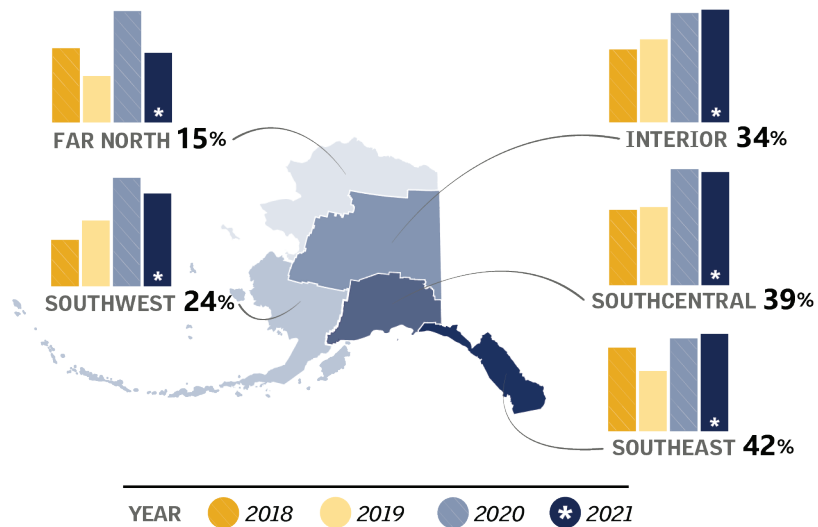 *
FAR NORTH 15%
*
INTERIOR 34%
*
SOUTHWEST 24%
*
SOUTHCENTRAL 39%
*
SOUTHEAST 42%
YEAR 2018 2019 2020 * 2021